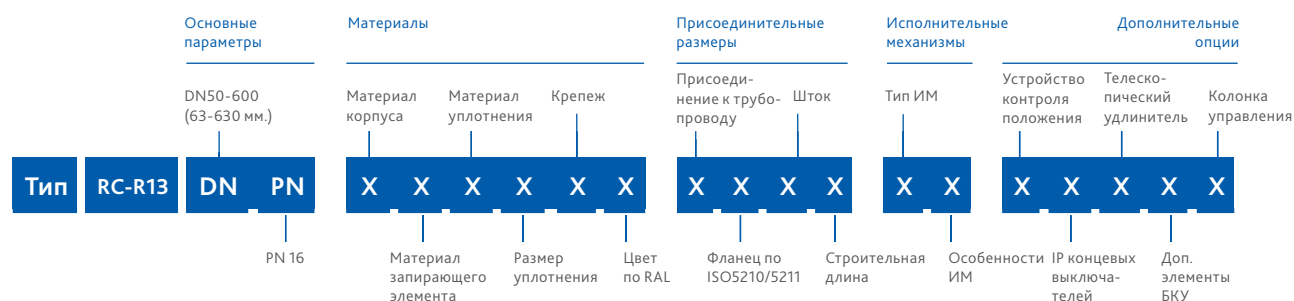 Основные
параметры
Материалы
Присоединительные
размеры
Исполнительные
механизмы
Дополнительные
опции
DN50-600
(63-630 мм.)
Материал
корпуса
Материал
уплотнения
Крепеж
Присоеди-
нение к трубо-
проводу
Шток
Тип ИМ
Устройство
контроля
положения
Телеско-
пический
удлинитель
Колонка
управления
Тип RC-R13 DN PN X X X X X X X X X X X X X X X X X
PN 16
Материал
запирающего
элемента
Размер
уплотнения
Цвет
по RAL
Фланец по
ISO5210/5211
Строительная
длина
Особенности
ИМ
IP концевых
выключа-
телей
Доп.
элементы
БКУ